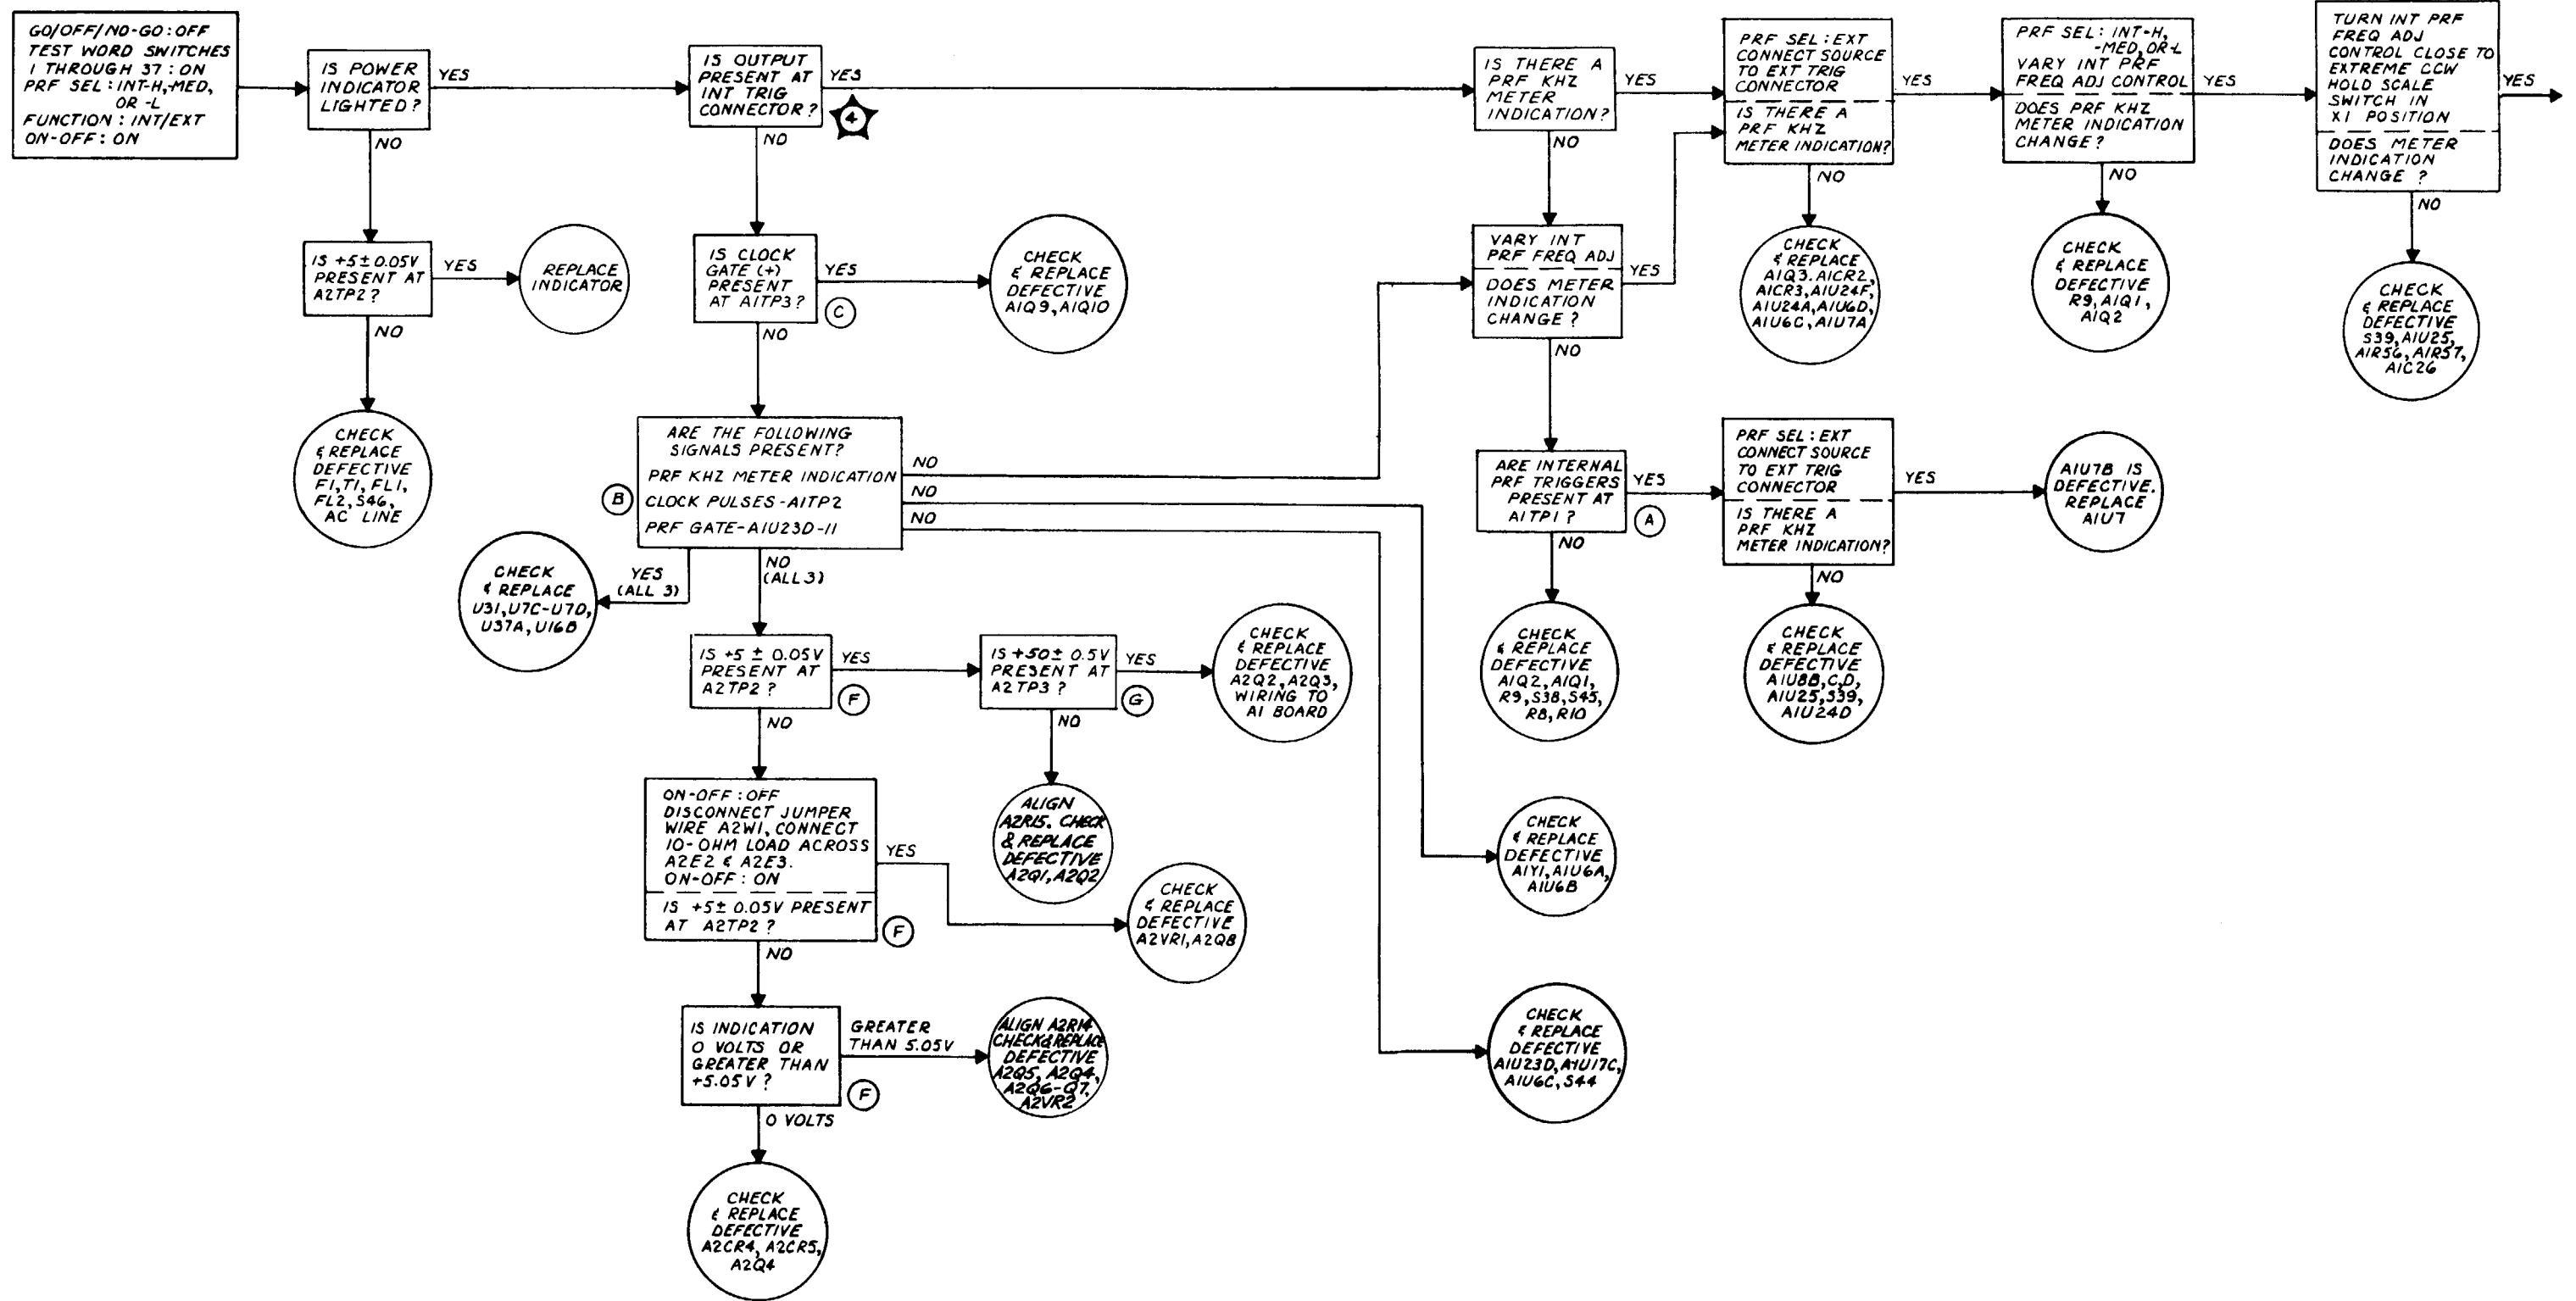 GO/OFF/NO-GO: OFF
TEST WORD SWITCHES
1 THROUGH 37: ON
PRF SEL: INT-H,-MED,
OR -L
FUNCTION: INT/EXT
ON-OFF: ON
IS POWER
INDICATOR
LIGHTED?
YES
NO
IS OUTPUT
PRESENT AT
INT TRIG
CONNECTOR?
YES
4
NO
IS THERE A
PRF KHZ
METER
INDICATION?
YES
NO
PRF SEL: EXT
CONNECT SOURCE
TO EXT TRIG
CONNECTOR
IS THERE A
PRF KHZ
METER INDICATION?
YES
NO
PRF SEL: INT-H,
-MED, OR-L
VARY INT PRF
FREQ ADJ CONTROL
DOES PRF KHZ
METER INDICATION
CHANGE?
YES
NO
TURN INT PRF
FREQ ADJ
CONTROL CLOSE TO
EXTREME CCW
HOLD SCALE
SWITCH IN
X1 POSITION
DOES METER
INDICATION
CHANGE ?
YES
NO
IS +5± 0.05V
PRESENT AT
A2TP2?
YES
NO
REPLACE
INDICATOR
IS CLOCK
GATE (+)
PRESENT
AT A1TP3?
YES
C
NO
CHECK
& REPLACE
DEFECTIVE
A1Q9, A1Q10
VARY INT
PRF FREQ ADJ
DOES METER
INDICATION
CHANGE ?
YES
NO
CHECK
& REPLACE
A1Q3. A1CR2,
A1CR3, A1U24F,
A1U24A, A1U6D,
A1U6C, A1U7A
CHECK
& REPLACE
DEFECTIVE
R9, A1Q1,
A1Q2
CHECK
& REPLACE
DEFECTIVE
S39, A1U25,
A1R56, A1R57,
A1C26
CHECK
& REPLACE
DEFECTIVE
F1, T1, FL1,
FL2, S46,
AC LINE
ARE THE FOLLOWING
SIGNALS PRESENT?
PRF KHZ METER INDICATION
CLOCK PULSES-A1TP2
PRF GATE-A1U23D-11
B
NO
NO
NO
YES
(ALL 3)
NO
(ALL 3)
CHECK
& REPLACE
U31, U7C-U7D,
U37A, U16B
ARE INTERNAL
PRF TRIGGERS
PRESENT AT
A1TP1 ?
YES
A
NO
PRF SEL: EXT
CONNECT SOURCE
TO EXT TRIG
CONNECTOR
IS THERE A
PRF KHZ
METER INDICATION?
YES
NO
A1U7B IS
DEFECTIVE.
REPLACE
A1U7
IS +5 ± 0.05V
PRESENT AT
A2TP2 ?
YES
F
NO
IS +50± 0.5V
PRESENT AT
A2TP3 ?
YES
G
NO
CHECK
& REPLACE
DEFECTIVE
A2Q2, A2Q3,
WIRING TO
A1 BOARD
CHECK
& REPLACE
DEFECTIVE
A1Q2, A1Q1,
R9, S38, S45,
R8, R10
CHECK
& REPLACE
DEFECTIVE
A1U8B, C, D,
A1U25, S39,
A1U24D
ON-OFF: OFF
DISCONNECT JUMPER
WIRE A2W1, CONNECT
10-OHM LOAD ACROSS
A2E2 & A2E3.
ON-OFF: ON
IS +5± 0.05V PRESENT
AT A2TP2 ?
YES
F
NO
ALIGN
A2R15. CHECK
& REPLACE
DEFECTIVE
A2Q1, A2Q2
CHECK
& REPLACE
DEFECTIVE
A2VR1, A2Q8
CHECK
& REPLACE
DEFECTIVE
A1Y1, A1U6A,
A1U6B
IS INDICATION
0 VOLTS OR
GREATER THAN
+5.05V ?
GREATER
THAN 5.05V
F
0 VOLTS
ALIGN A2R14
CHECK & REPLACE
DEFECTIVE
A2Q5, A2Q4,
A2Q6-Q7,
A2VR2
CHECK
& REPLACE
DEFECTIVE
A1U23D, A1U17C,
A1U6C, S44
CHECK
& REPLACE
DEFECTIVE
A2CR4, A2CR5,
A2Q4